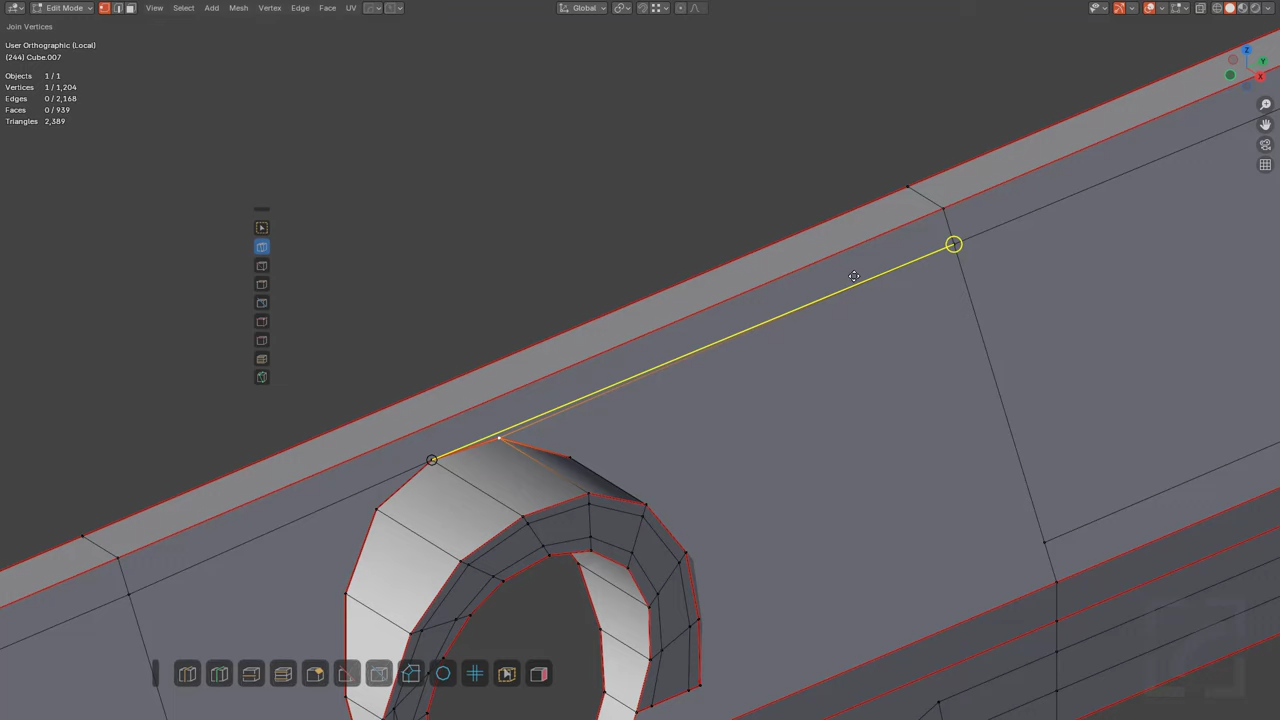 Edit Mode View Select Add Mesh Vertex Edge Face UV Global
Join Vertices
User Orthographic (Local)
(244) Cube.007
Objects 1 / 1
Vertices 1 / 1,204
Edges 0 / 2,168
Faces 0 / 939
Triangles 2,389
Z
Y
X